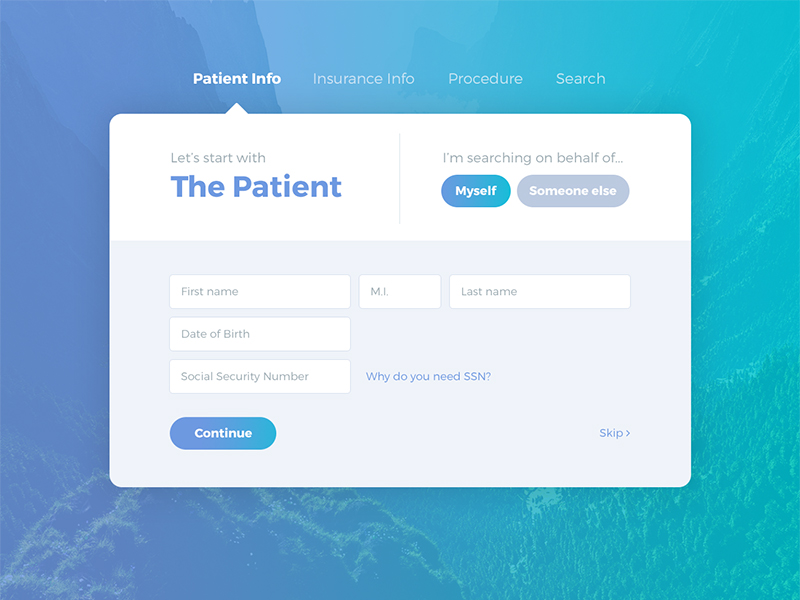 Patient Info Insurance Info Procedure Search
Let's start with
The Patient
I'm searching on behalf of...
Myself Someone else
First name M.I. Last name
Date of Birth
Social Security Number Why do you need SSN?
Continue Skip >